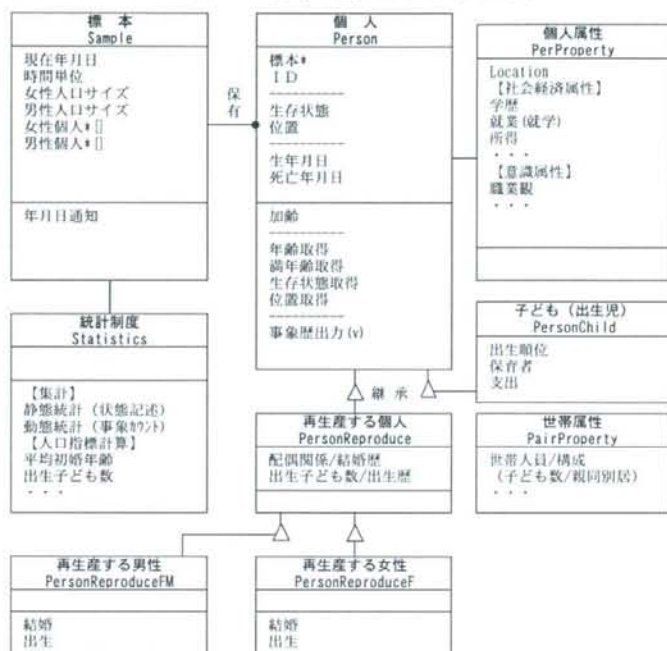 標 本
Sample
現在年月日
時間単位
女性人口サイズ
男性人口サイズ
女性個人*[]
男性個人*[]
年月日通知
保有
個 人
Person
標本*
ID
----------
生存状態
位置
----------
生年月日
死亡年月日
加齢
----------
年齢取得
満年齢取得
生存状態取得
位置取得
----------
事象歴出力(v)
個人属性
PerProperty
Location
【社会経済属性】
学歴
就業(就学)
所得
・・・
【意識属性】
職業観
・・・
統計制度
Statistics
【集計】
静態統計(状態記述)
動態統計(事象カウント)
【人口指標計算】
平均初婚年齢
出生子ども数
・・・
子ども(出生児)
PersonChild
出生順位
保育者
支出
継承
再生産する個人
PersonReproduce
配偶関係/結婚歴
出生子ども数/出生歴
世帯属性
PairProperty
世帯人員/構成
(子ども数/親同別居)
・・・
再生産する男性
PersonReproduceFM
結婚
出生
再生産する女性
PersonReproduceF
結婚
出生